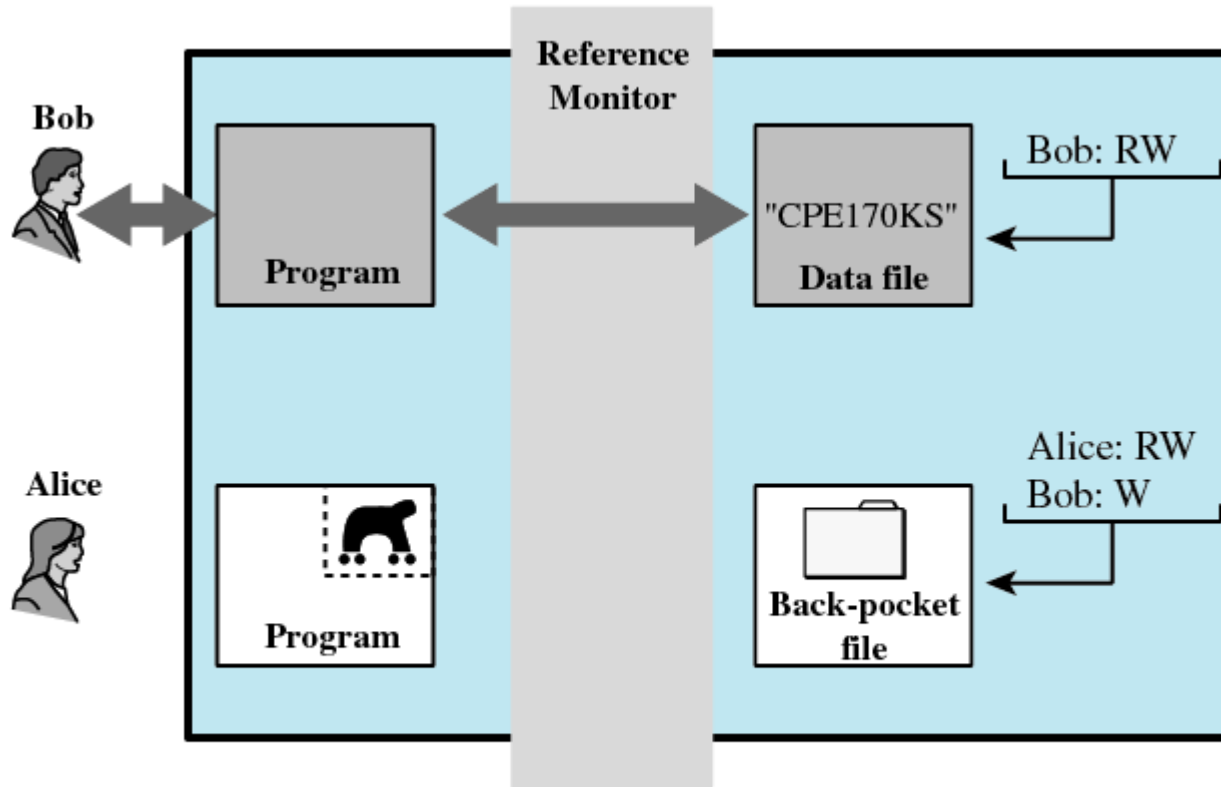 Reference
Monitor
Bob
Program
"CPE170KS"
Data file
Bob: RW
Alice
Program
Back-pocket
file
Alice: RW
Bob: W